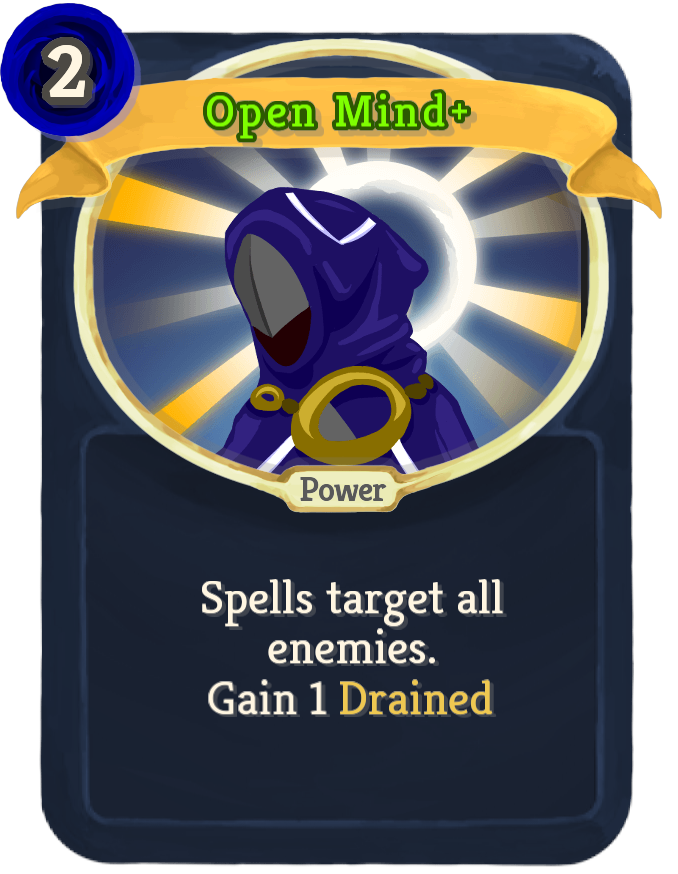 2
Open Mind+
Power
Spells target all
enemies.
Gain 1 Drained